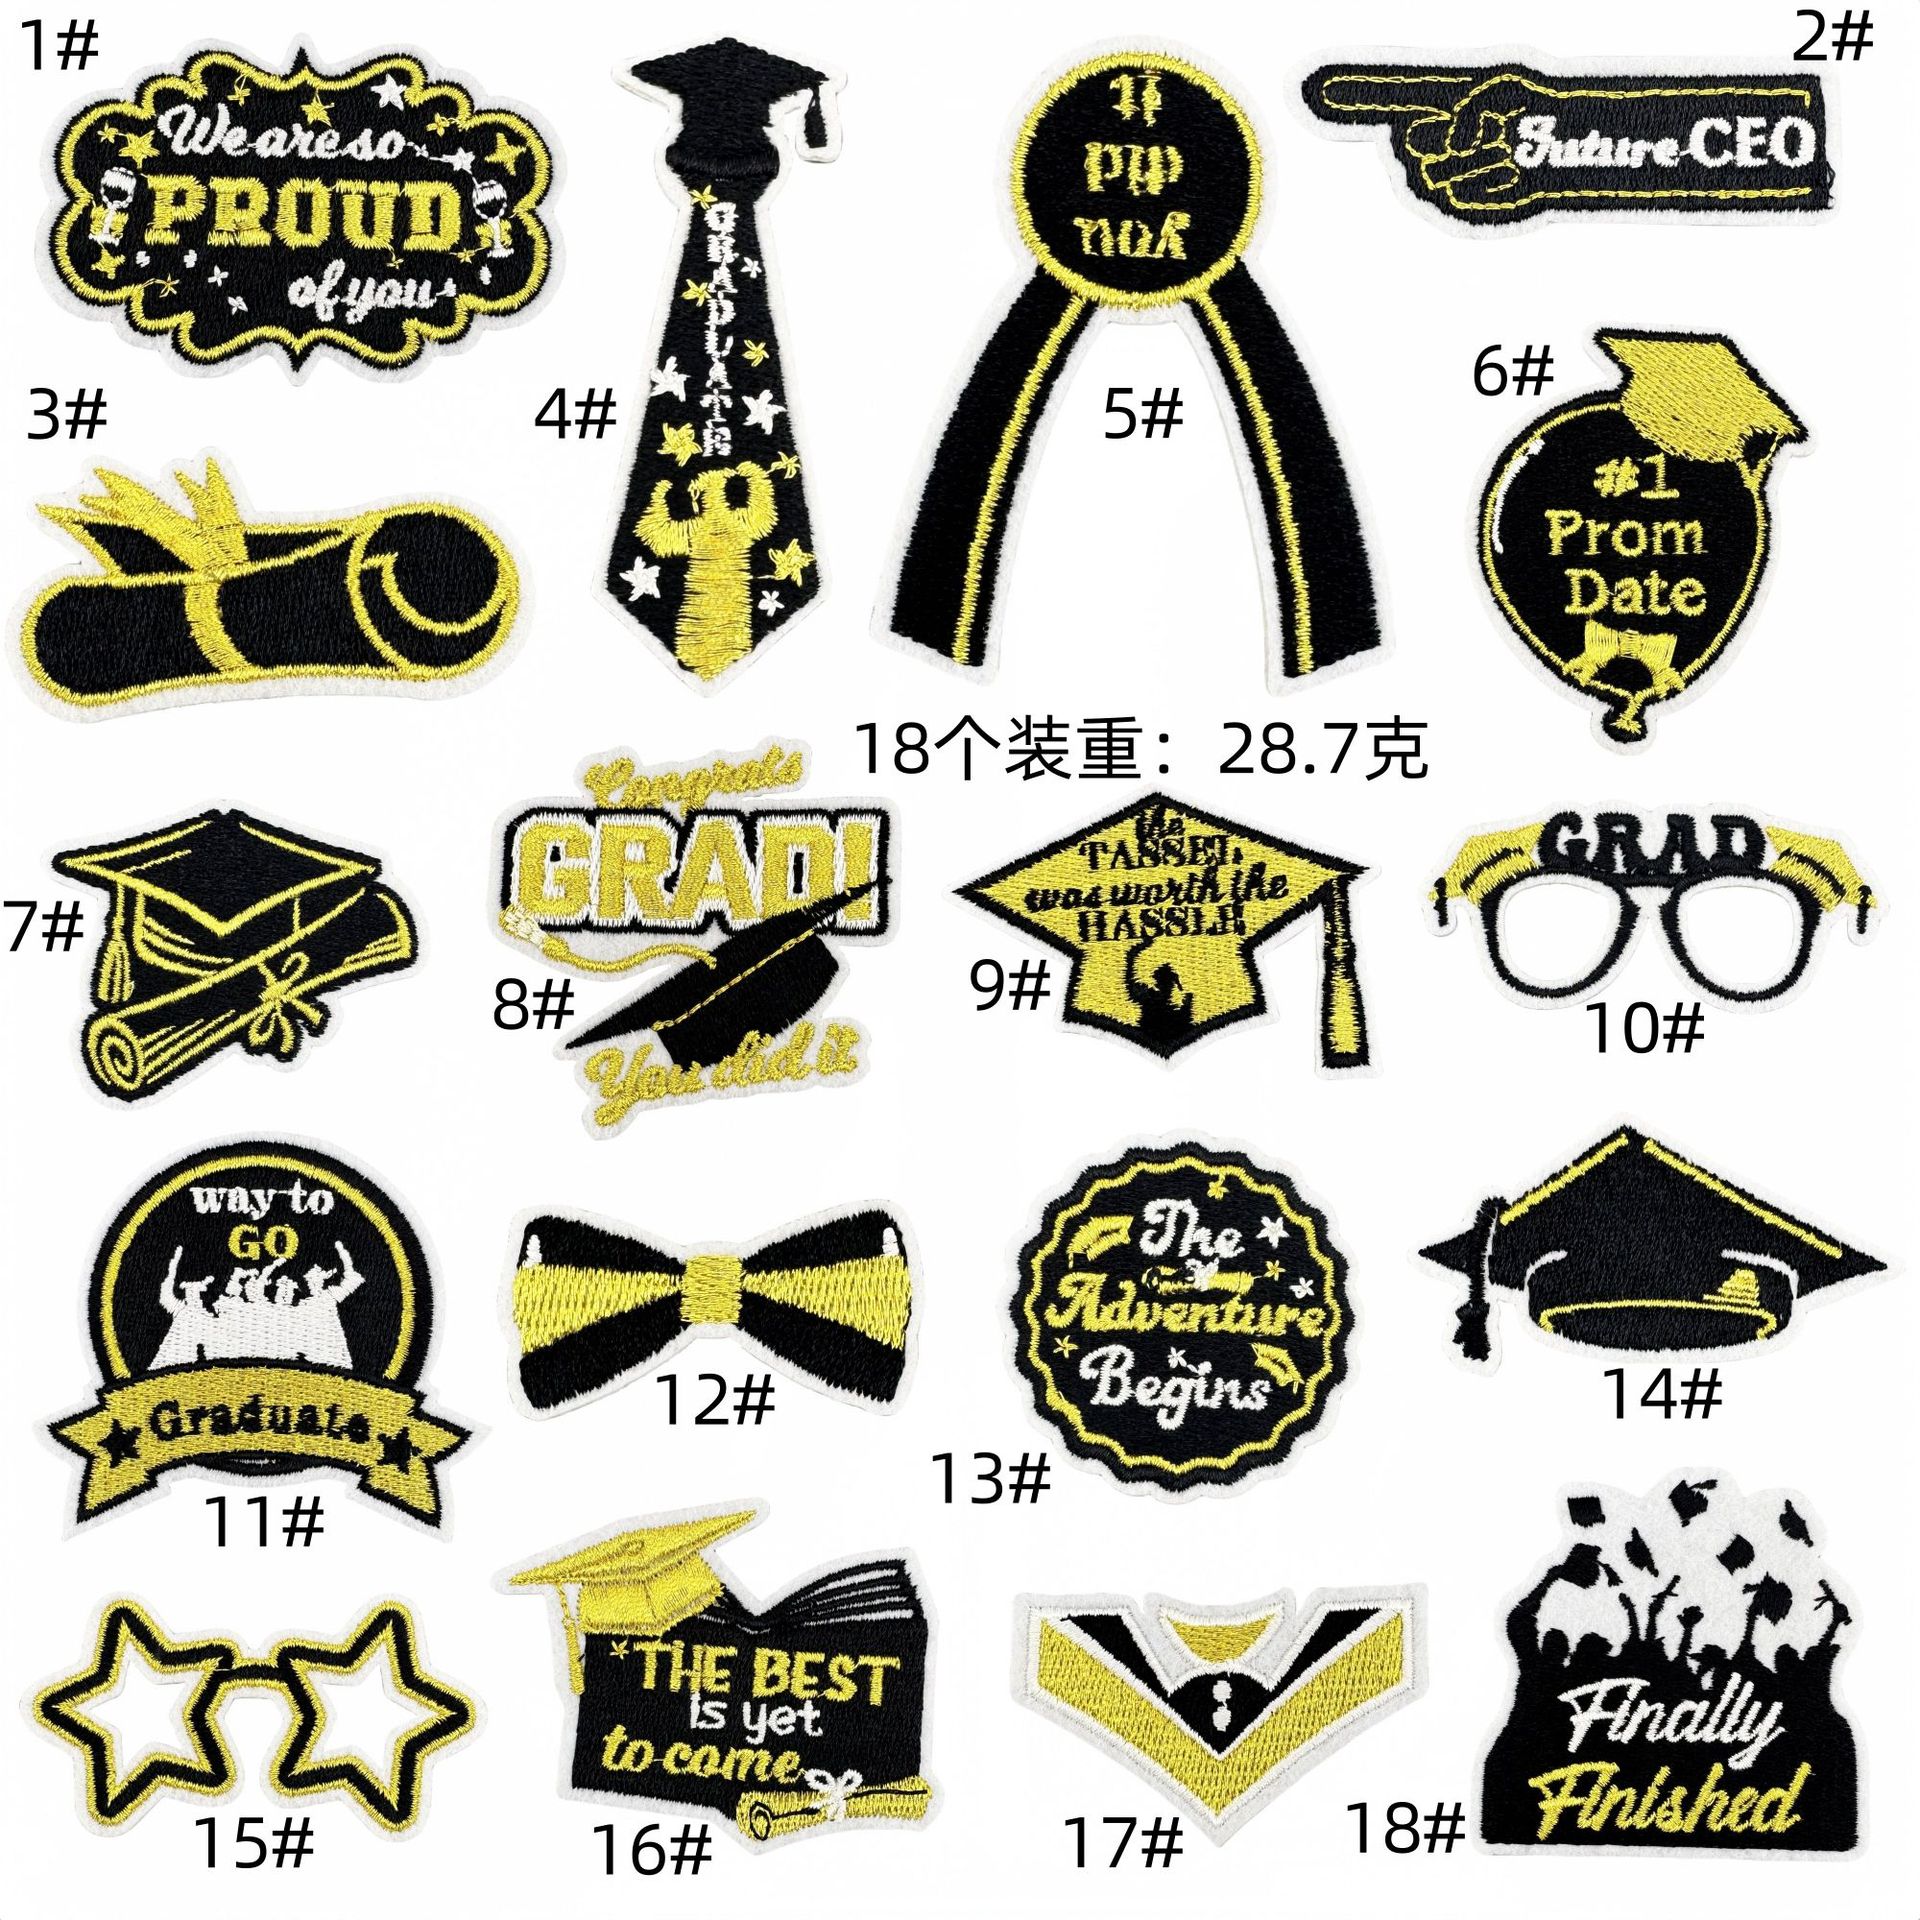 1#
We are so
PROUD
of you
2#
Future CEO
3#
4#
GRADUATE
5#
you
did
it
6#
#1
Prom
Date
18个装重：28.7克
7#
Congrats
GRAD!
You did it
8#
the
TASSEL
was worth the
HASSLE
9#
GRAD
10#
way to
GO
Graduate
11#
12#
The
Adventure
Begins
13#
14#
15#
THE BEST
is yet
to come
16#
17#
Finally
Finished
18#